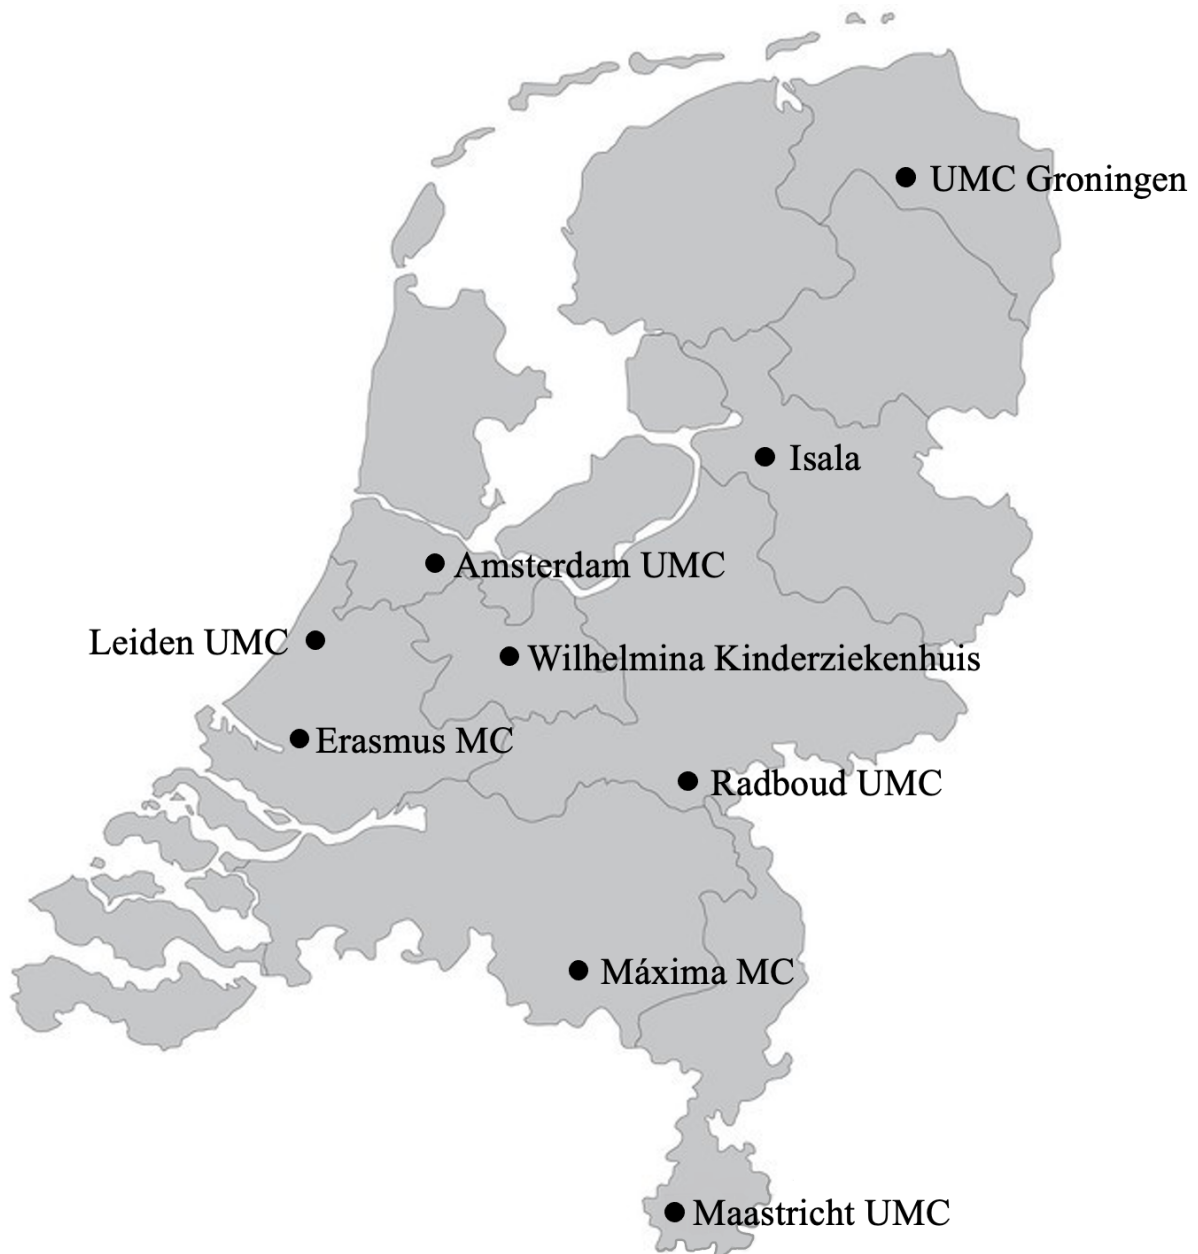 UMC Groningen
Isala
Amsterdam UMC
Leiden UMC
Wilhelmina Kinderziekenhuis
Erasmus MC
Radboud UMC
Máxima MC
Maastricht UMC